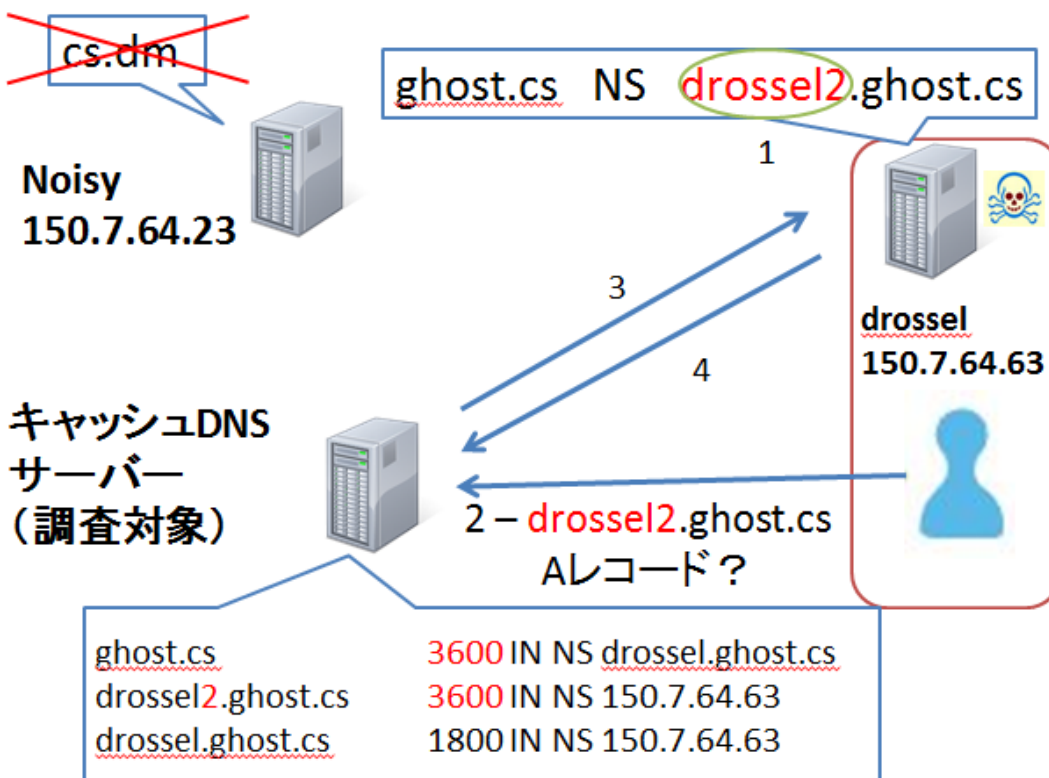 cs.dm
ghost.cs NS drossel2.ghost.cs
1
Noisy
150.7.64.23
3
drossel
150.7.64.63
4
キャッシュDNS
サーバー
（調査対象）
2 – drossel2.ghost.cs
Aレコード？
ghost.cs 3600 IN NS drossel.ghost.cs
drossel2.ghost.cs 3600 IN NS 150.7.64.63
drossel.ghost.cs 1800 IN NS 150.7.64.63